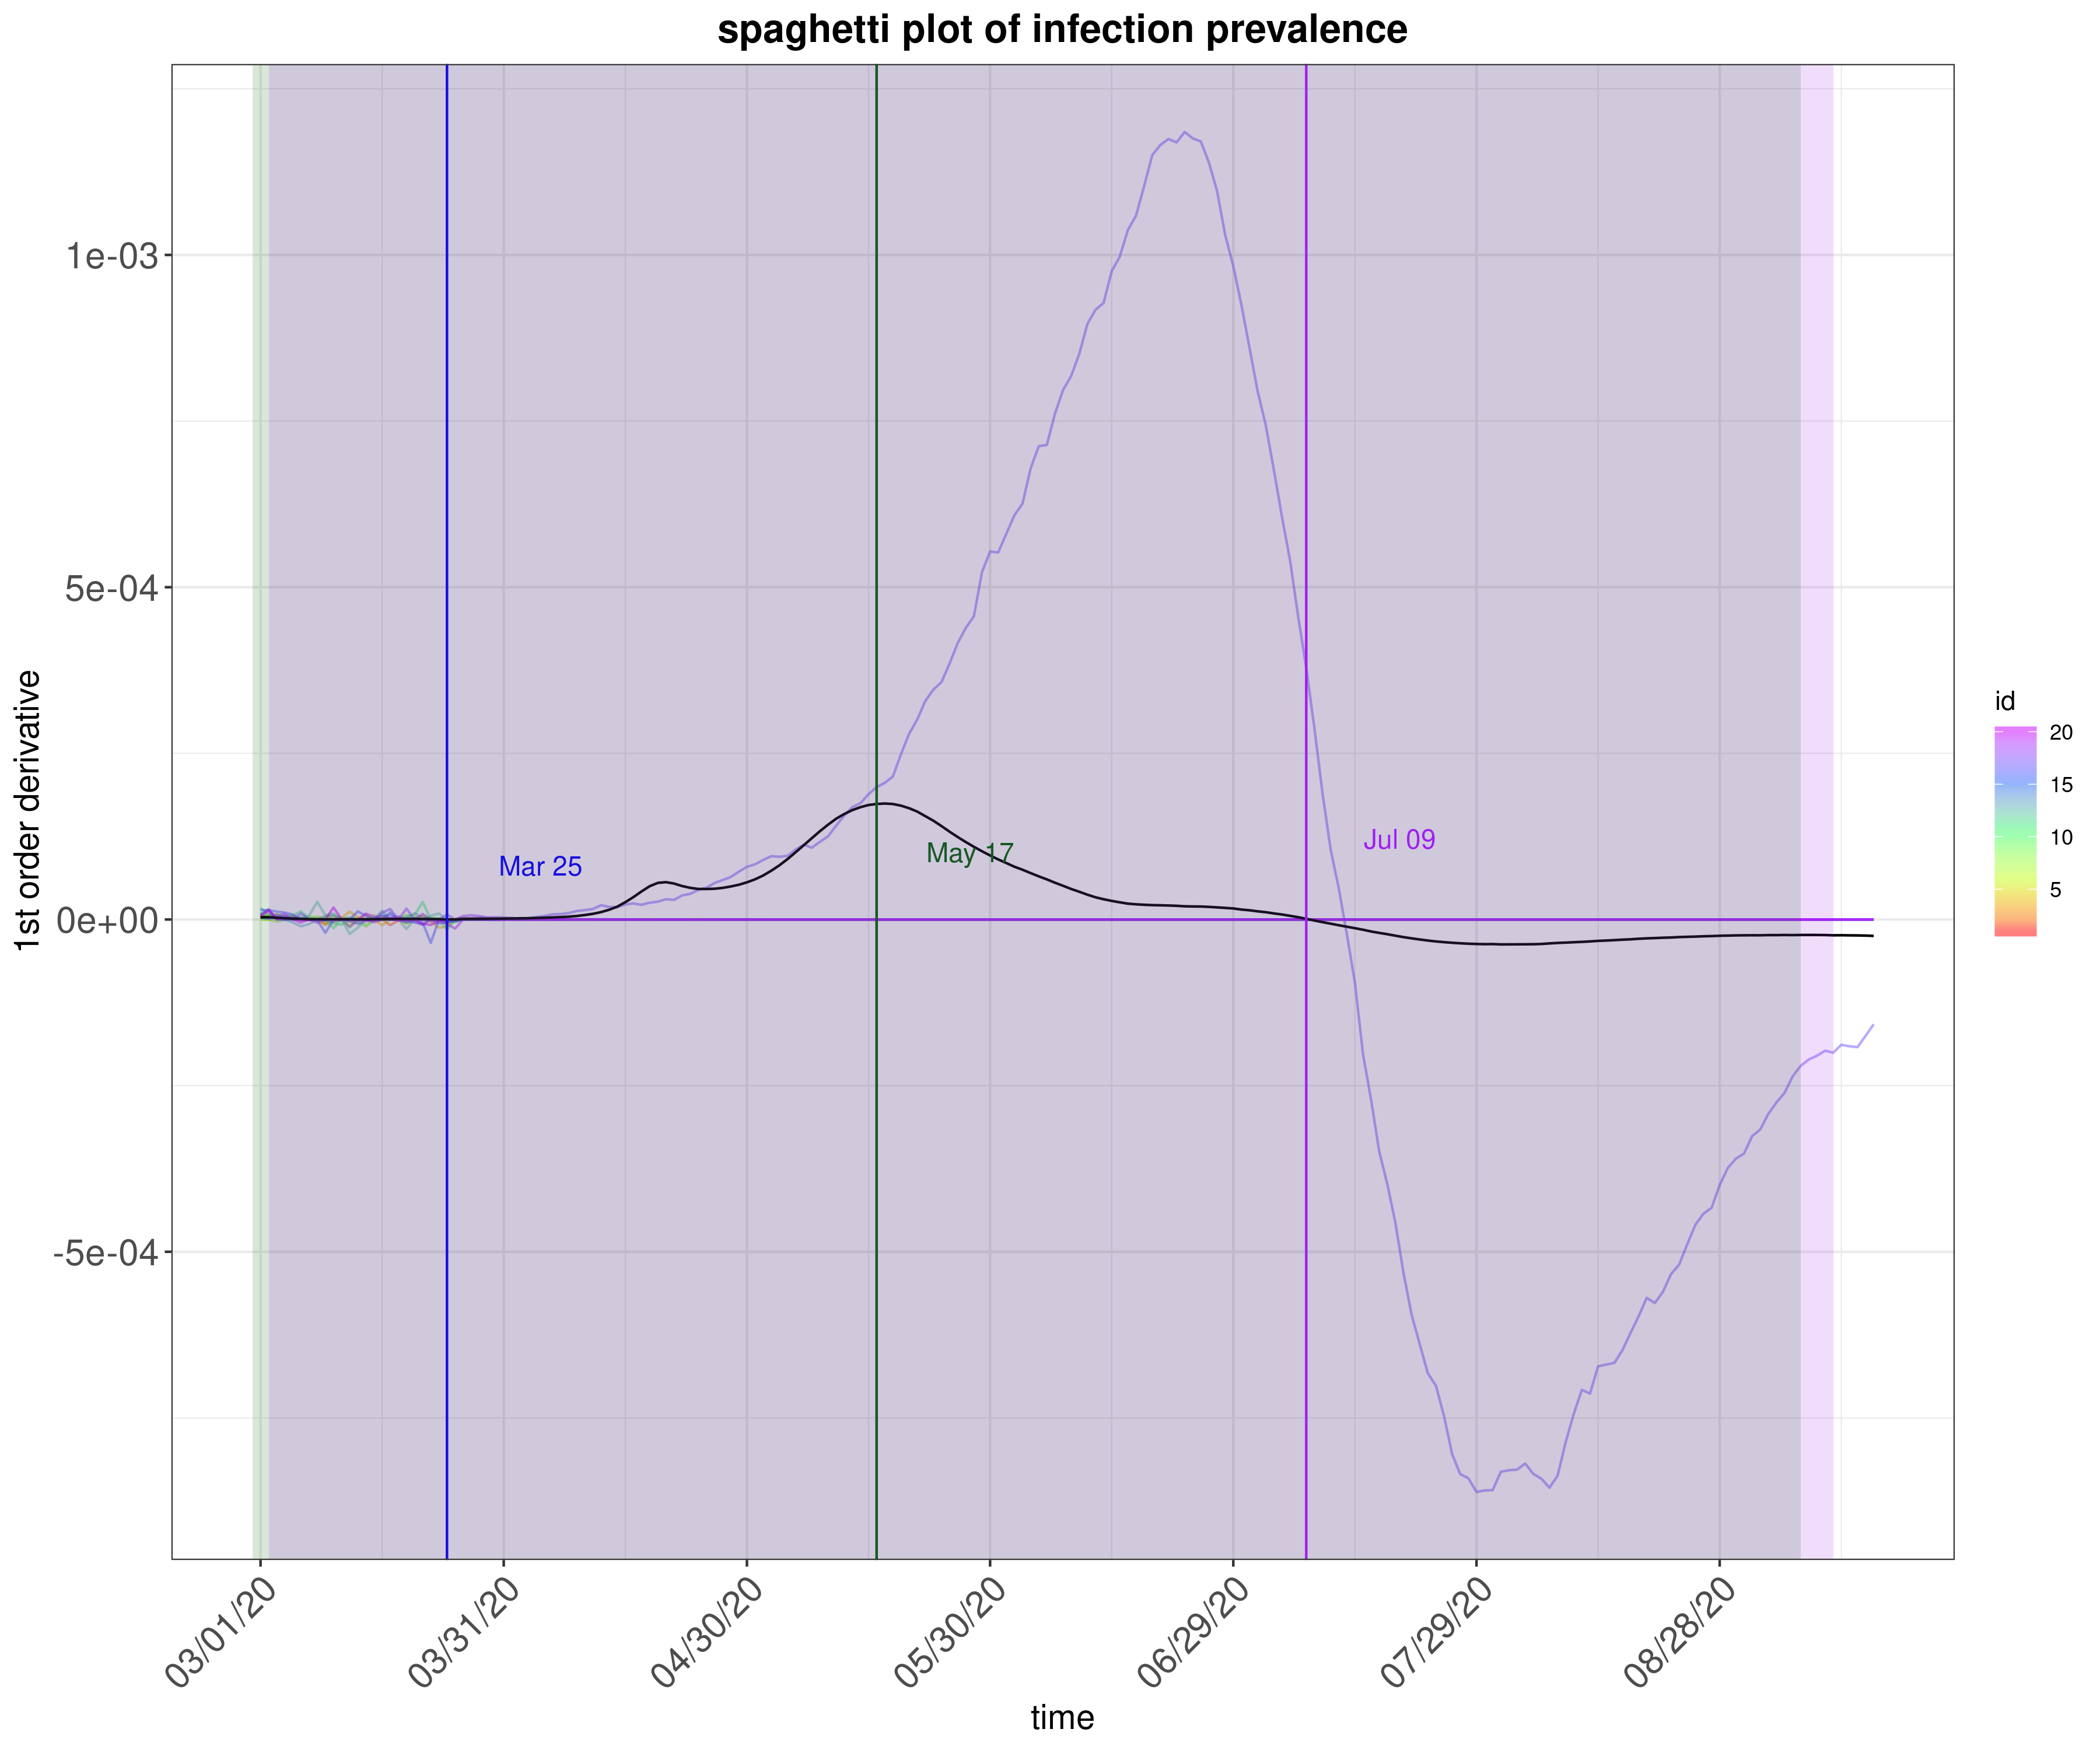 spaghetti plot of infection prevalence
1st order derivative
1e-03
5e-04
0e+00
-5e-04
Mar 25
May 17
Jul 09
03/01/20
03/31/20
04/30/20
05/30/20
06/29/20
07/29/20
08/28/20
time
id
20
15
10
5